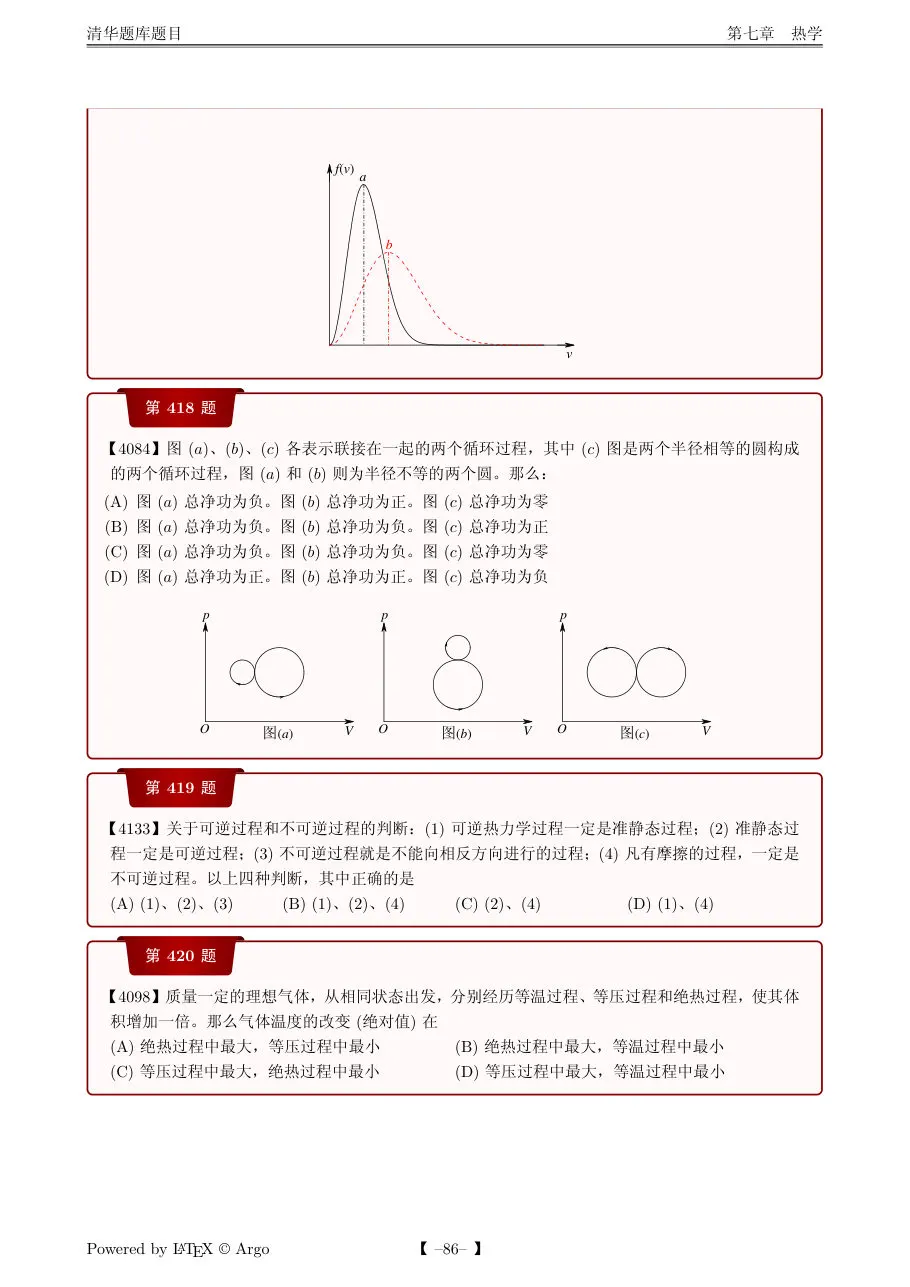 清华题库题目 第七章 热学
f(v)
a
b
v
第 418 题
【4084】图 (a)、(b)、(c) 各表示联接在一起的两个循环过程，其中 (c) 图是两个半径相等的圆构成
的两个循环过程，图 (a) 和 (b) 则为半径不等的两个圆。那么：
(A) 图 (a) 总净功为负。图 (b) 总净功为正。图 (c) 总净功为零
(B) 图 (a) 总净功为负。图 (b) 总净功为负。图 (c) 总净功为正
(C) 图 (a) 总净功为负。图 (b) 总净功为负。图 (c) 总净功为零
(D) 图 (a) 总净功为正。图 (b) 总净功为正。图 (c) 总净功为负
p p p
O 图(a) V O 图(b) V O 图(c) V
第 419 题
【4133】关于可逆过程和不可逆过程的判断：(1) 可逆热力学过程一定是准静态过程；(2) 准静态过
程一定是可逆过程；(3) 不可逆过程就是不能向相反方向进行的过程；(4) 凡有摩擦的过程，一定是
不可逆过程。以上四种判断，其中正确的是
(A) (1)、(2)、(3) (B) (1)、(2)、(4) (C) (2)、(4) (D) (1)、(4)
第 420 题
【4098】质量一定的理想气体，从相同状态出发，分别经历等温过程、等压过程和绝热过程，使其体
积增加一倍。那么气体温度的改变 (绝对值) 在
(A) 绝热过程中最大，等压过程中最小 (B) 绝热过程中最大，等温过程中最小
(C) 等压过程中最大，绝热过程中最小 (D) 等压过程中最大，等温过程中最小
Powered by LATEX © Argo 【 –86– 】